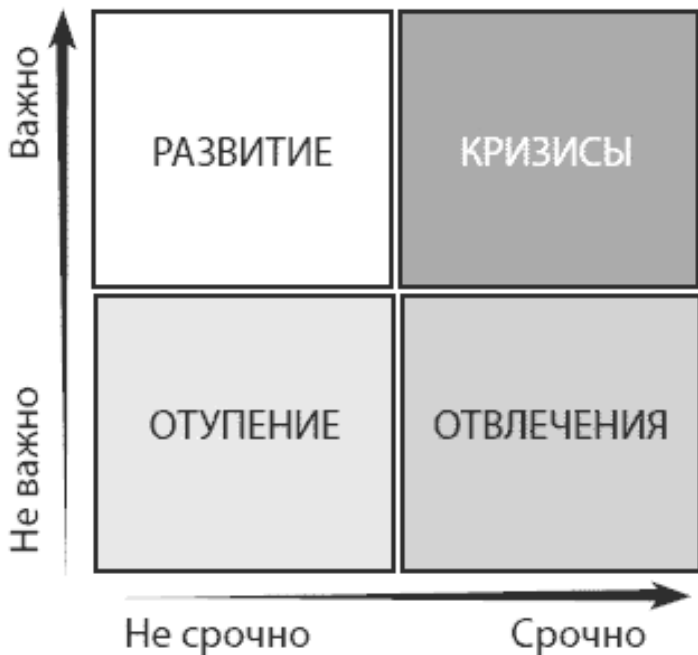 Важно
РАЗВИТИЕ
КРИЗИСЫ
Не важно
ОТУПЕНИЕ
ОТВЛЕЧЕНИЯ
Не срочно
Срочно